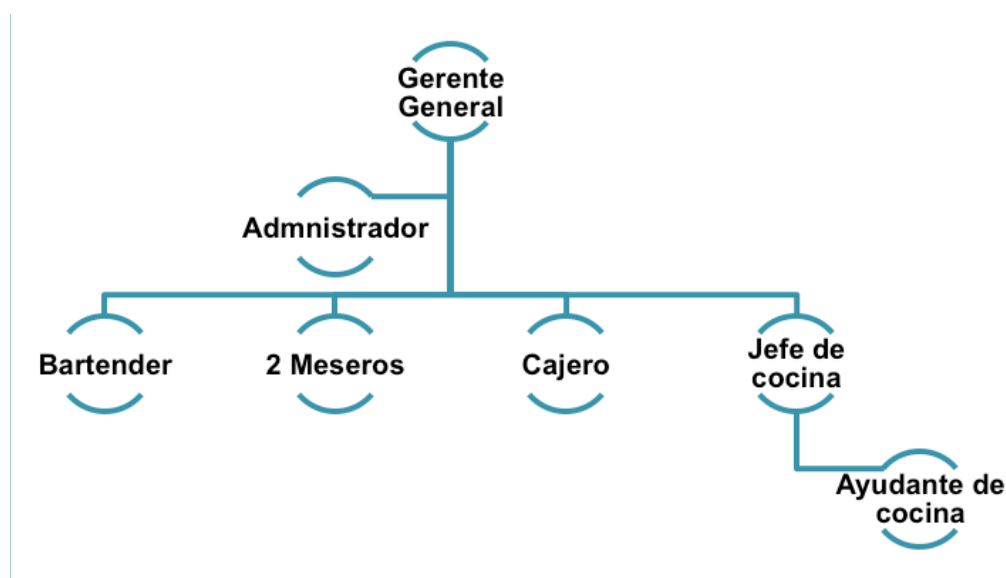 Gerente
General
Admnistrador
Bartender
2 Meseros
Cajero
Jefe de
cocina
Ayudante de
cocina